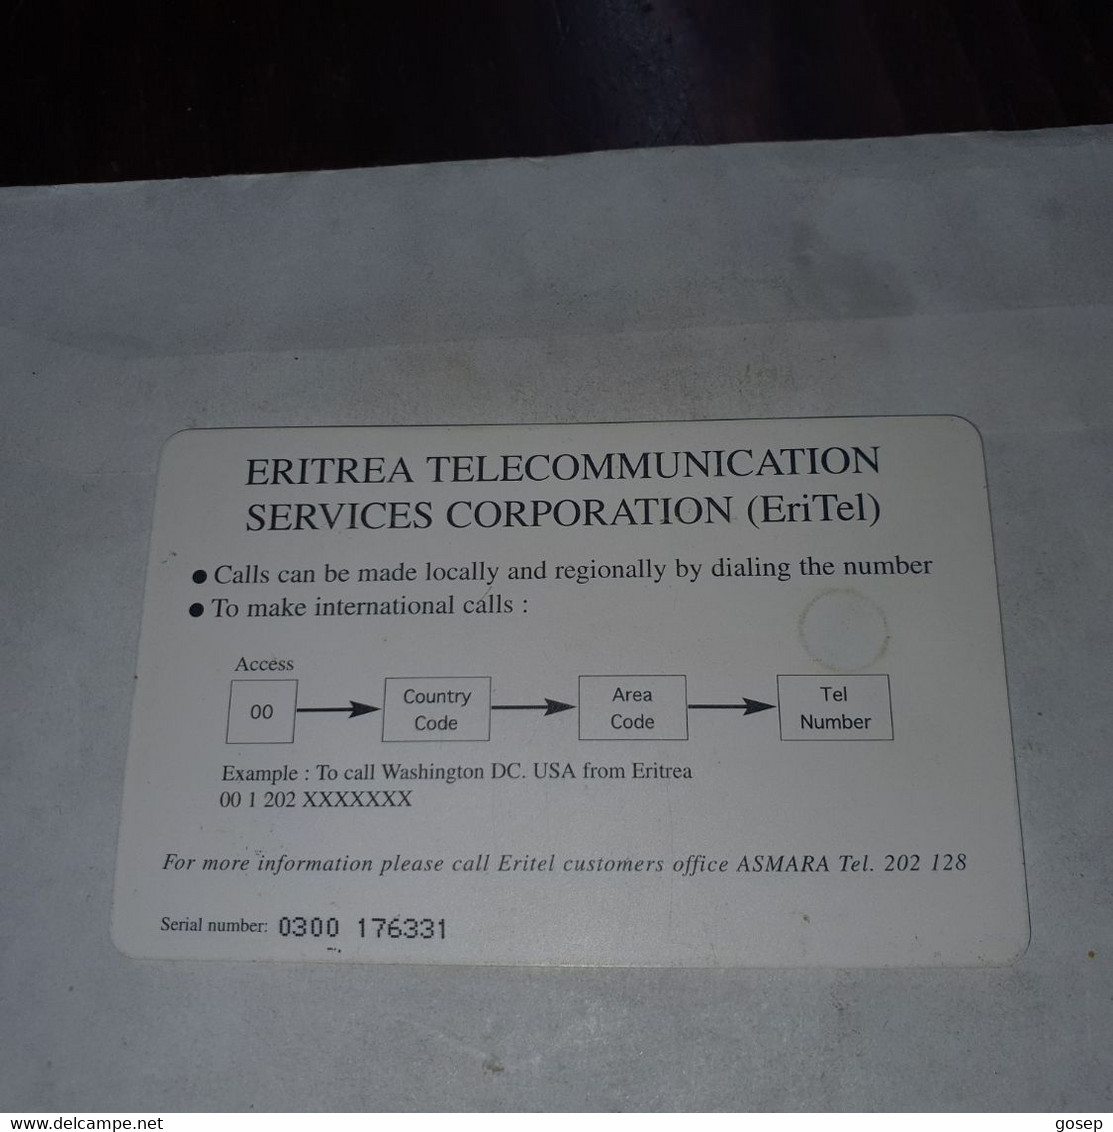 ERITREA TELECOMMUNICATION
SERVICES CORPORATION (EriTel)
● Calls can be made locally and regionally by dialing the number
● To make international calls :
Access
00
Country
Code
Area
Code
Tel
Number
Example : To call Washington DC. USA from Eritrea
00 1 202 XXXXXXX
For more information please call Eritel customers office ASMARA Tel. 202 128
Serial number: 0300 176331
delcampe.net
gosep